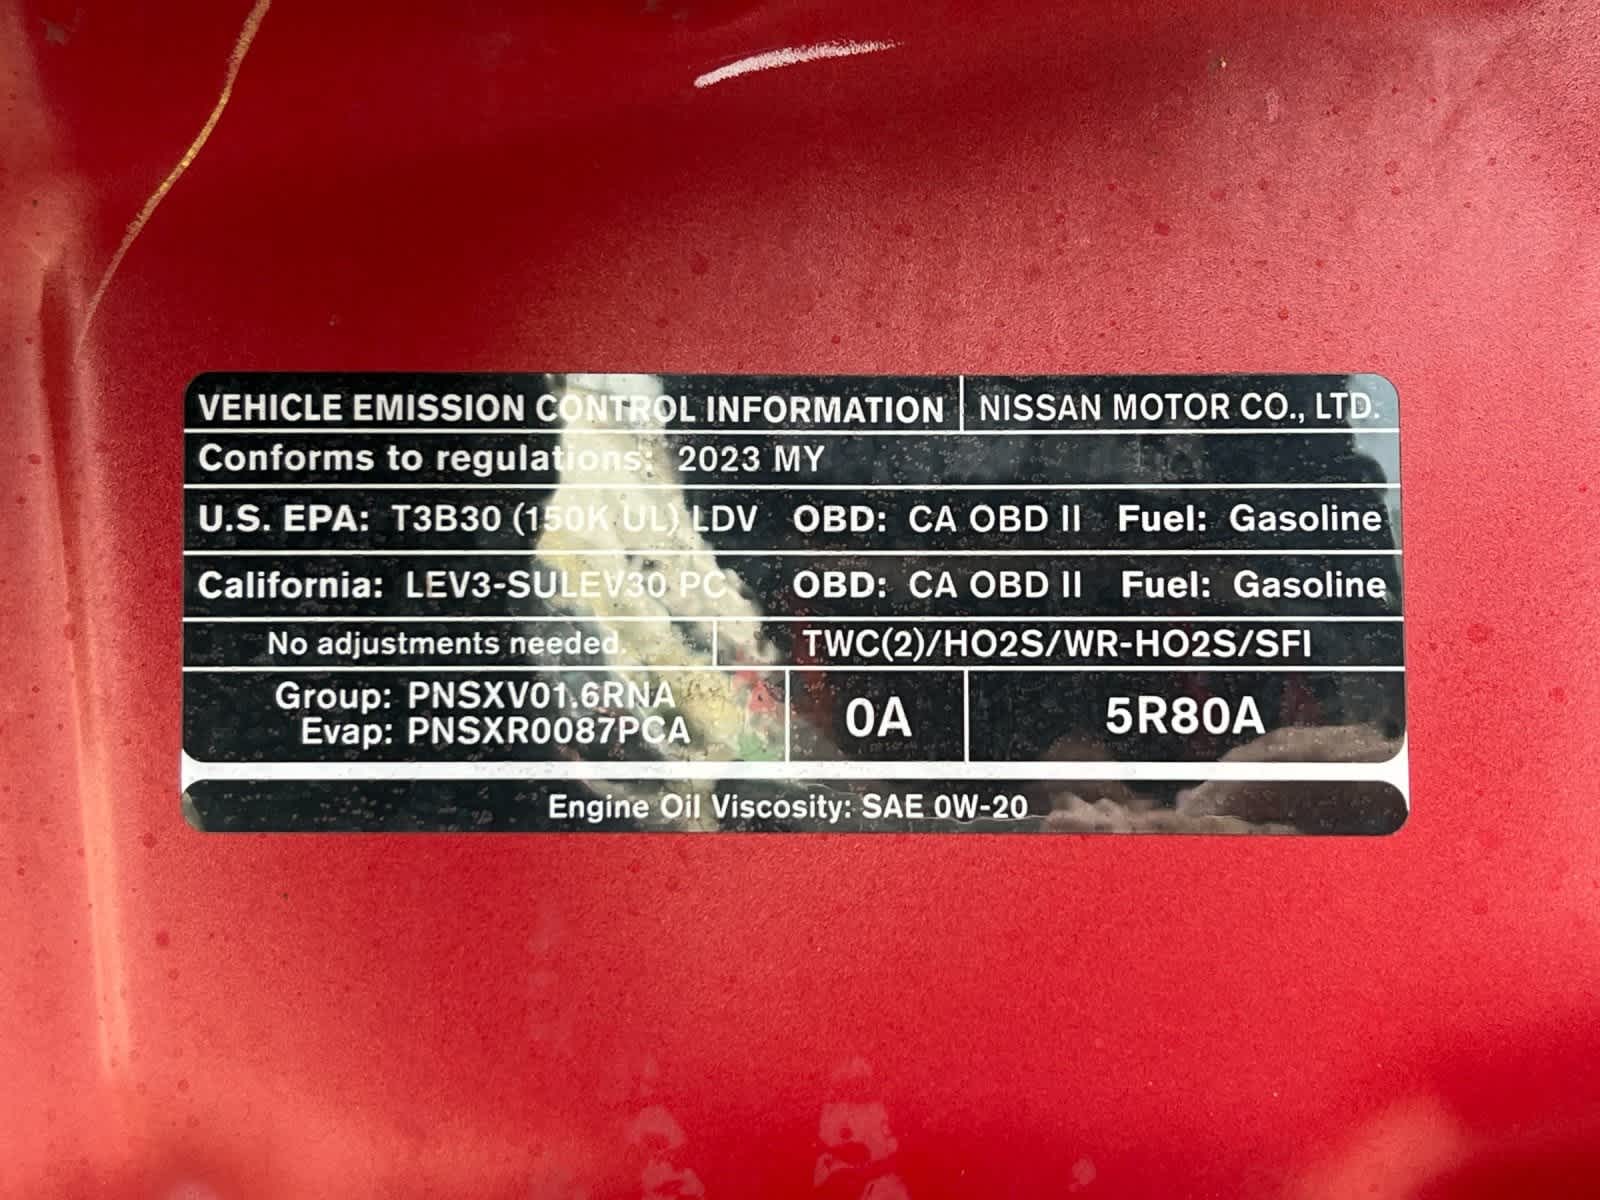 VEHICLE EMISSION CONTROL INFORMATION NISSAN MOTOR CO., LTD.
Conforms to regulations: 2023 MY
U.S. EPA: T3B30 (150K UL) LDV OBD: CA OBD II Fuel: Gasoline
California: LEV3-SULEV30 PC OBD: CA OBD II Fuel: Gasoline
No adjustments needed. TWC(2)/HO2S/WR-HO2S/SFI
Group: PNSXV01.6RNA
Evap: PNSXR0087PCA
0A
5R80A
Engine Oil Viscosity: SAE 0W-20